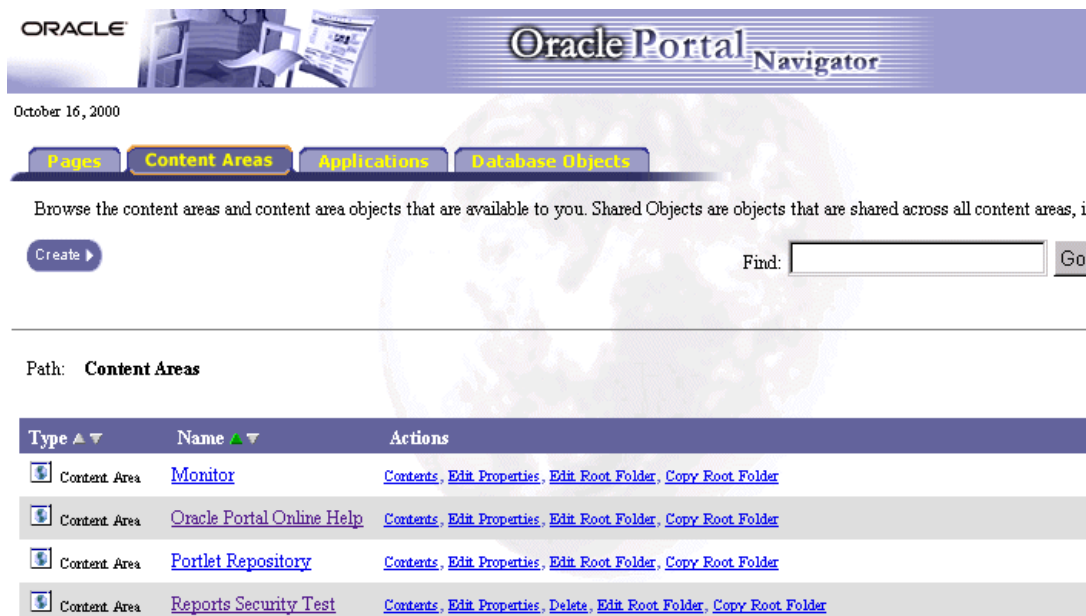 ORACLE
Oracle Portal Navigator
October 16, 2000
Pages Content Areas Applications Database Objects
Browse the content areas and content area objects that are available to you. Shared Objects are objects that are shared across all content areas, i
Create
Find: Go
Path: Content Areas
Type Name Actions
Content Area Monitor Contents, Edit Properties, Edit Root Folder, Copy Root Folder
Content Area Oracle Portal Online Help Contents, Edit Properties, Edit Root Folder, Copy Root Folder
Content Area Portlet Repository Contents, Edit Properties, Edit Root Folder, Copy Root Folder
Content Area Reports Security Test Contents, Edit Properties, Delete, Edit Root Folder, Copy Root Folder